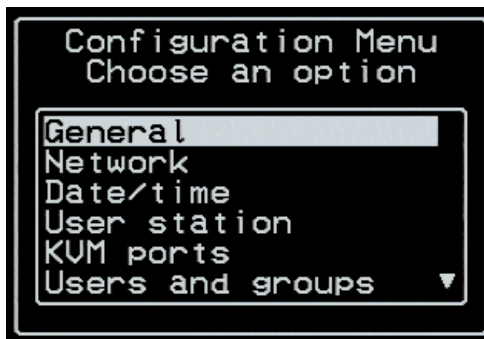 Configuration Menu
Choose an option
General
Network
Date/time
User station
KVM ports
Users and groups ▼